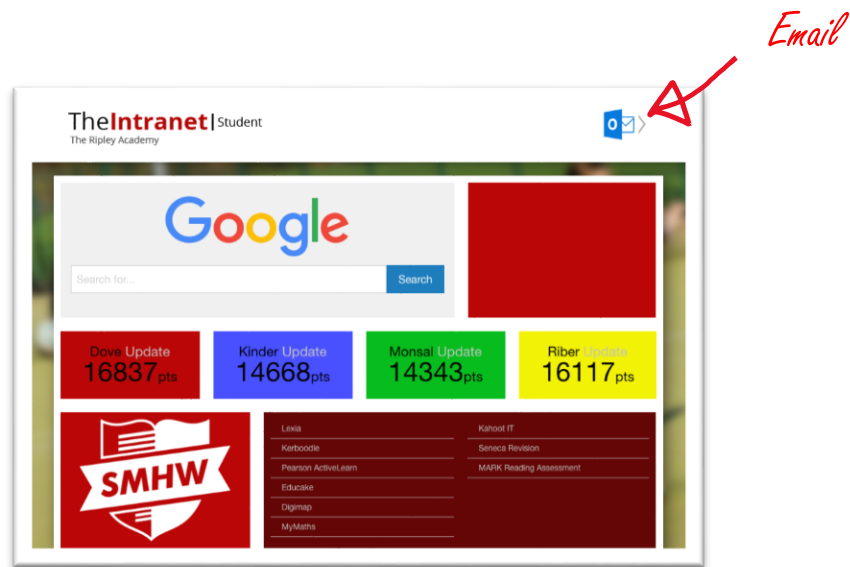 Email
TheIntranet|Student
The Ripley Academy
o
Google
Search for... Search
Dove Update
16837pts
Kinder Update
14668pts
Monsal Update
14343pts
Riber Update
16117pts
SMHW
Lexia
Kerboodle
Pearson ActiveLearn
Educake
Digimap
MyMaths
Kahoot IT
Seneca Revision
MARK Reading Assessment